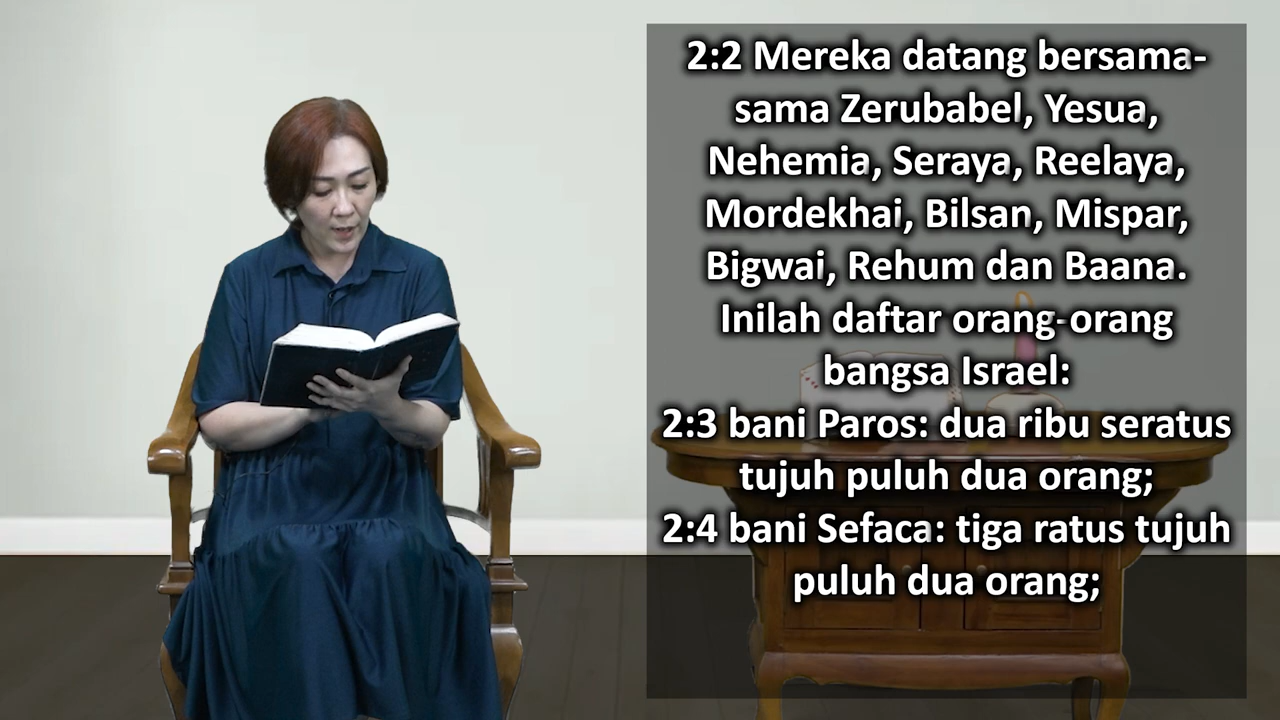 2:2 Mereka datang bersama-
sama Zerubabel, Yesua,
Nehemia, Seraya, Reelaya,
Mordekhai, Bilsan, Mispar,
Bigwai, Rehum dan Baana.
Inilah daftar orang-orang
bangsa Israel:
2:3 bani Paros: dua ribu seratus
tujuh puluh dua orang;
2:4 bani Sefaca: tiga ratus tujuh
puluh dua orang;